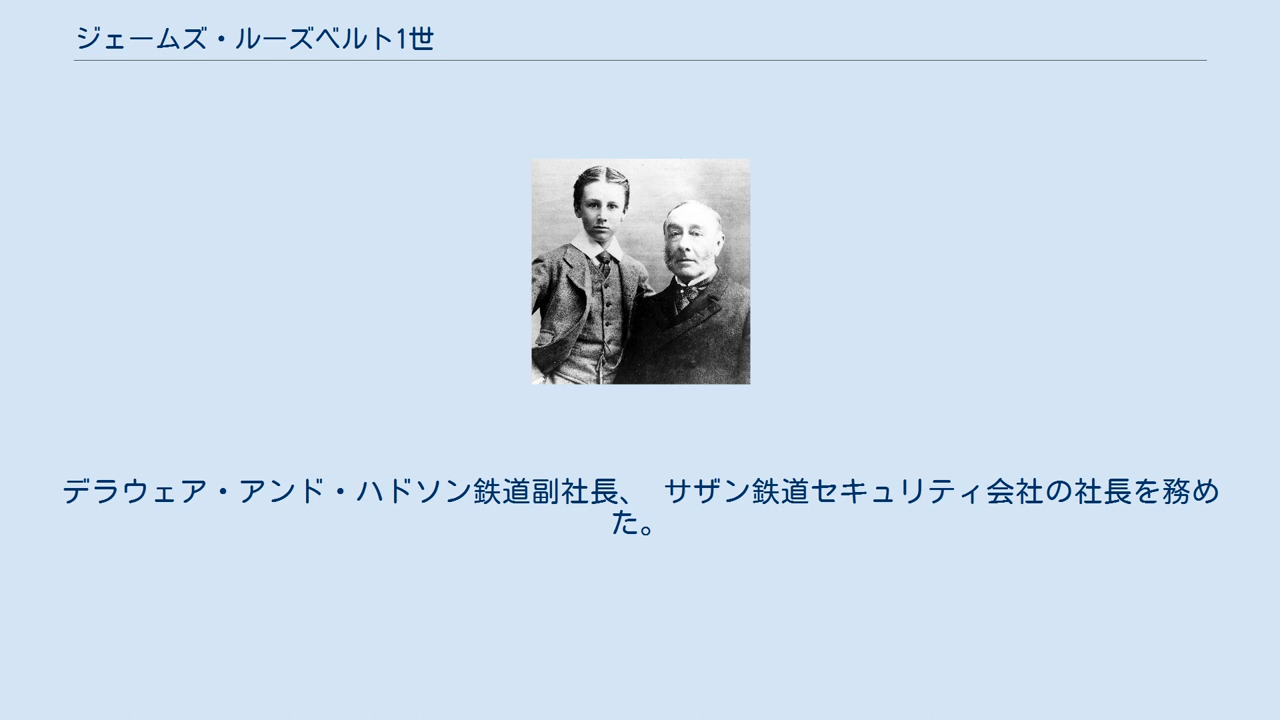 ジェームズ・ルーズベルト1世
デラウェア・アンド・ハドソン鉄道副社長、 サザン鉄道セキュリティ会社の社長を務め
た。